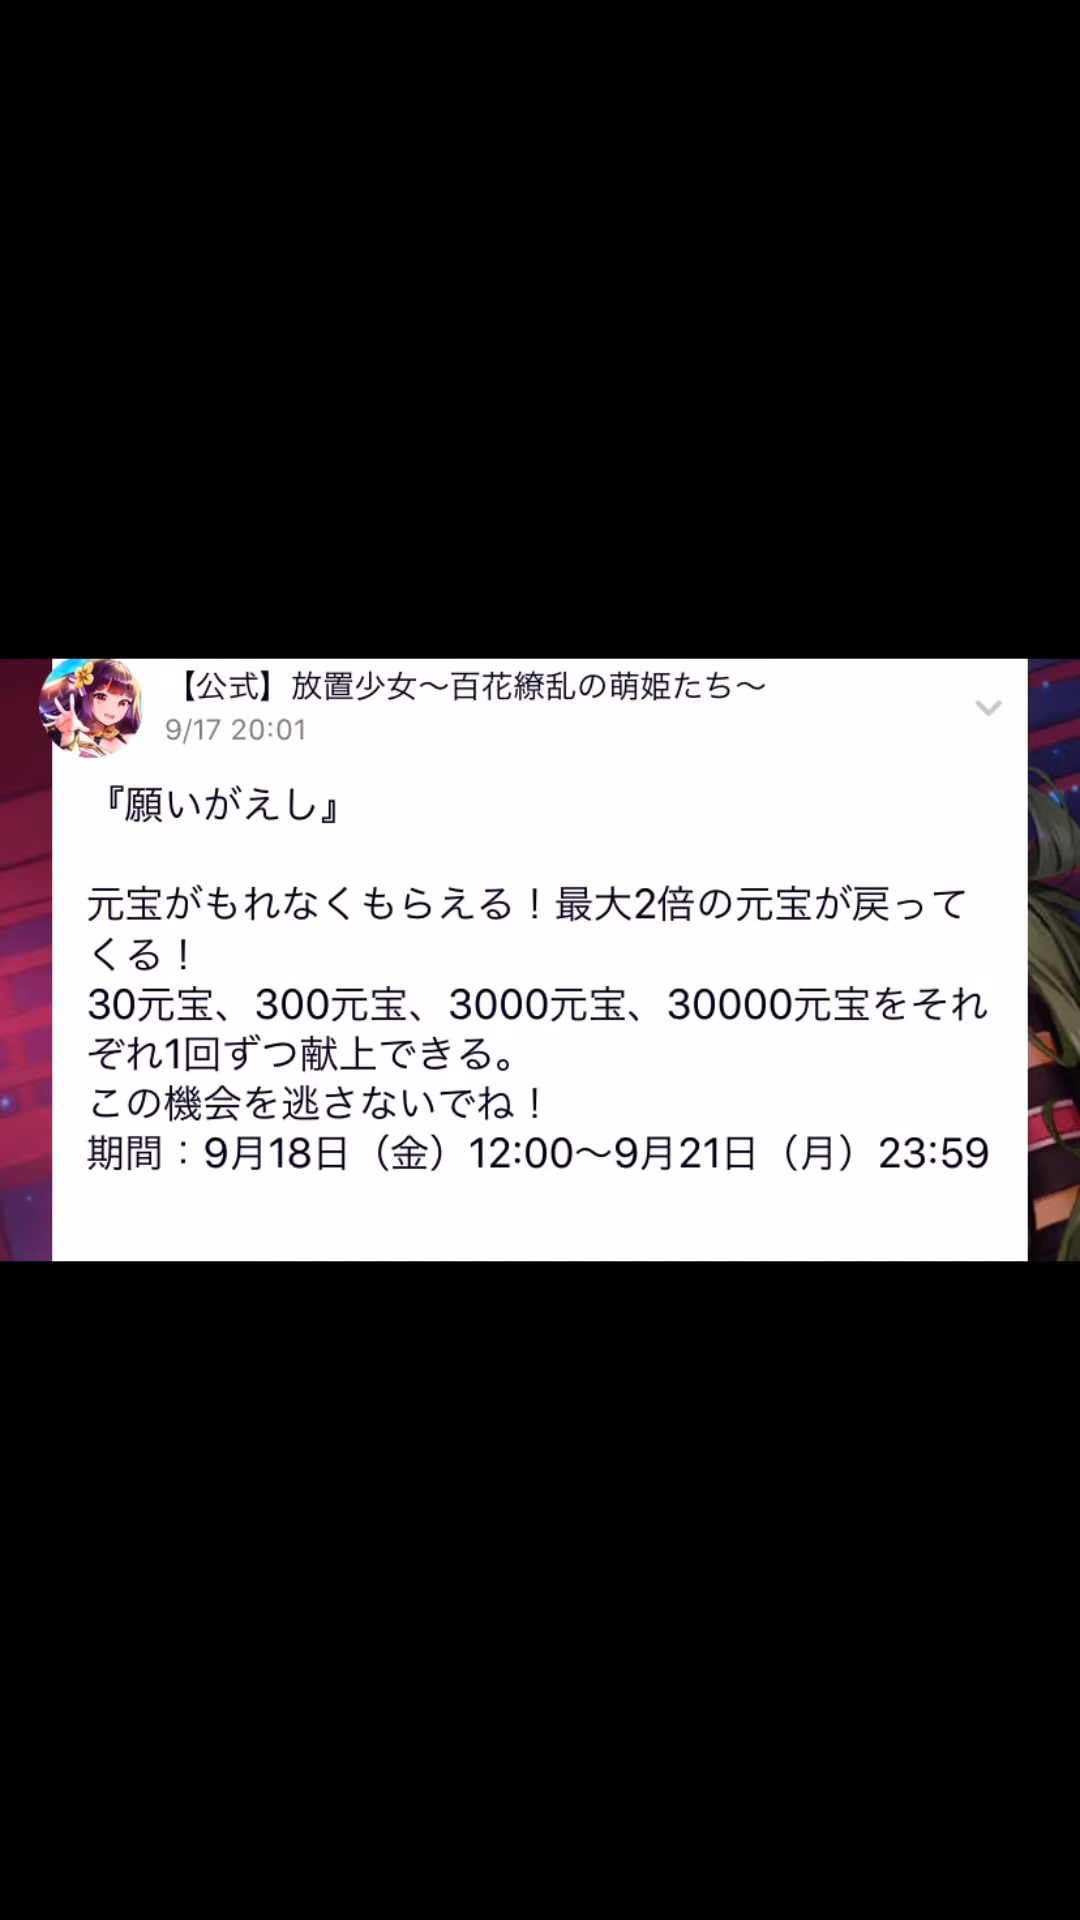 【公式】放置少女〜百花繚乱の萌姫たち〜
9/17 20:01
『願いがえし』
元宝がもれなくもらえる！最大2倍の元宝が戻って
くる！
30元宝、300元宝、3000元宝、30000元宝をそれ
ぞれ1回ずつ献上できる。
この機会を逃さないでね！
期間：9月18日（金）12:00〜9月21日（月）23:59